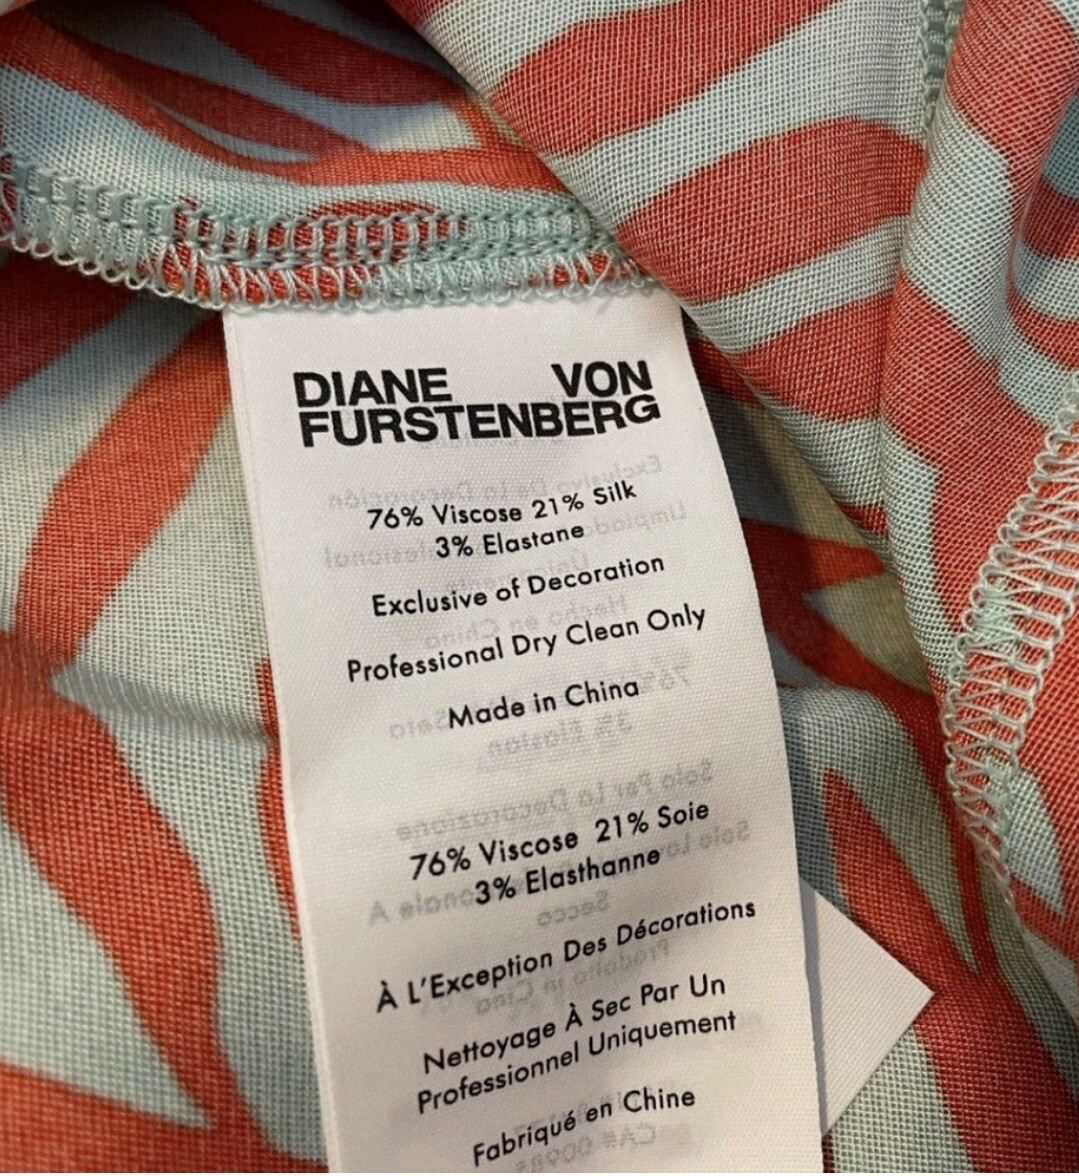 DIANE VON
FURSTENBERG
76% Viscose 21% Silk
3% Elastane
Exclusive of Decoration
Professional Dry Clean Only
Made in China
76% Viscose 21% Soie
3% Elasthanne
À L'Exception Des Décorations
Nettoyage À Sec Par Un
Professionnel Uniquement
Fabriqué en Chine